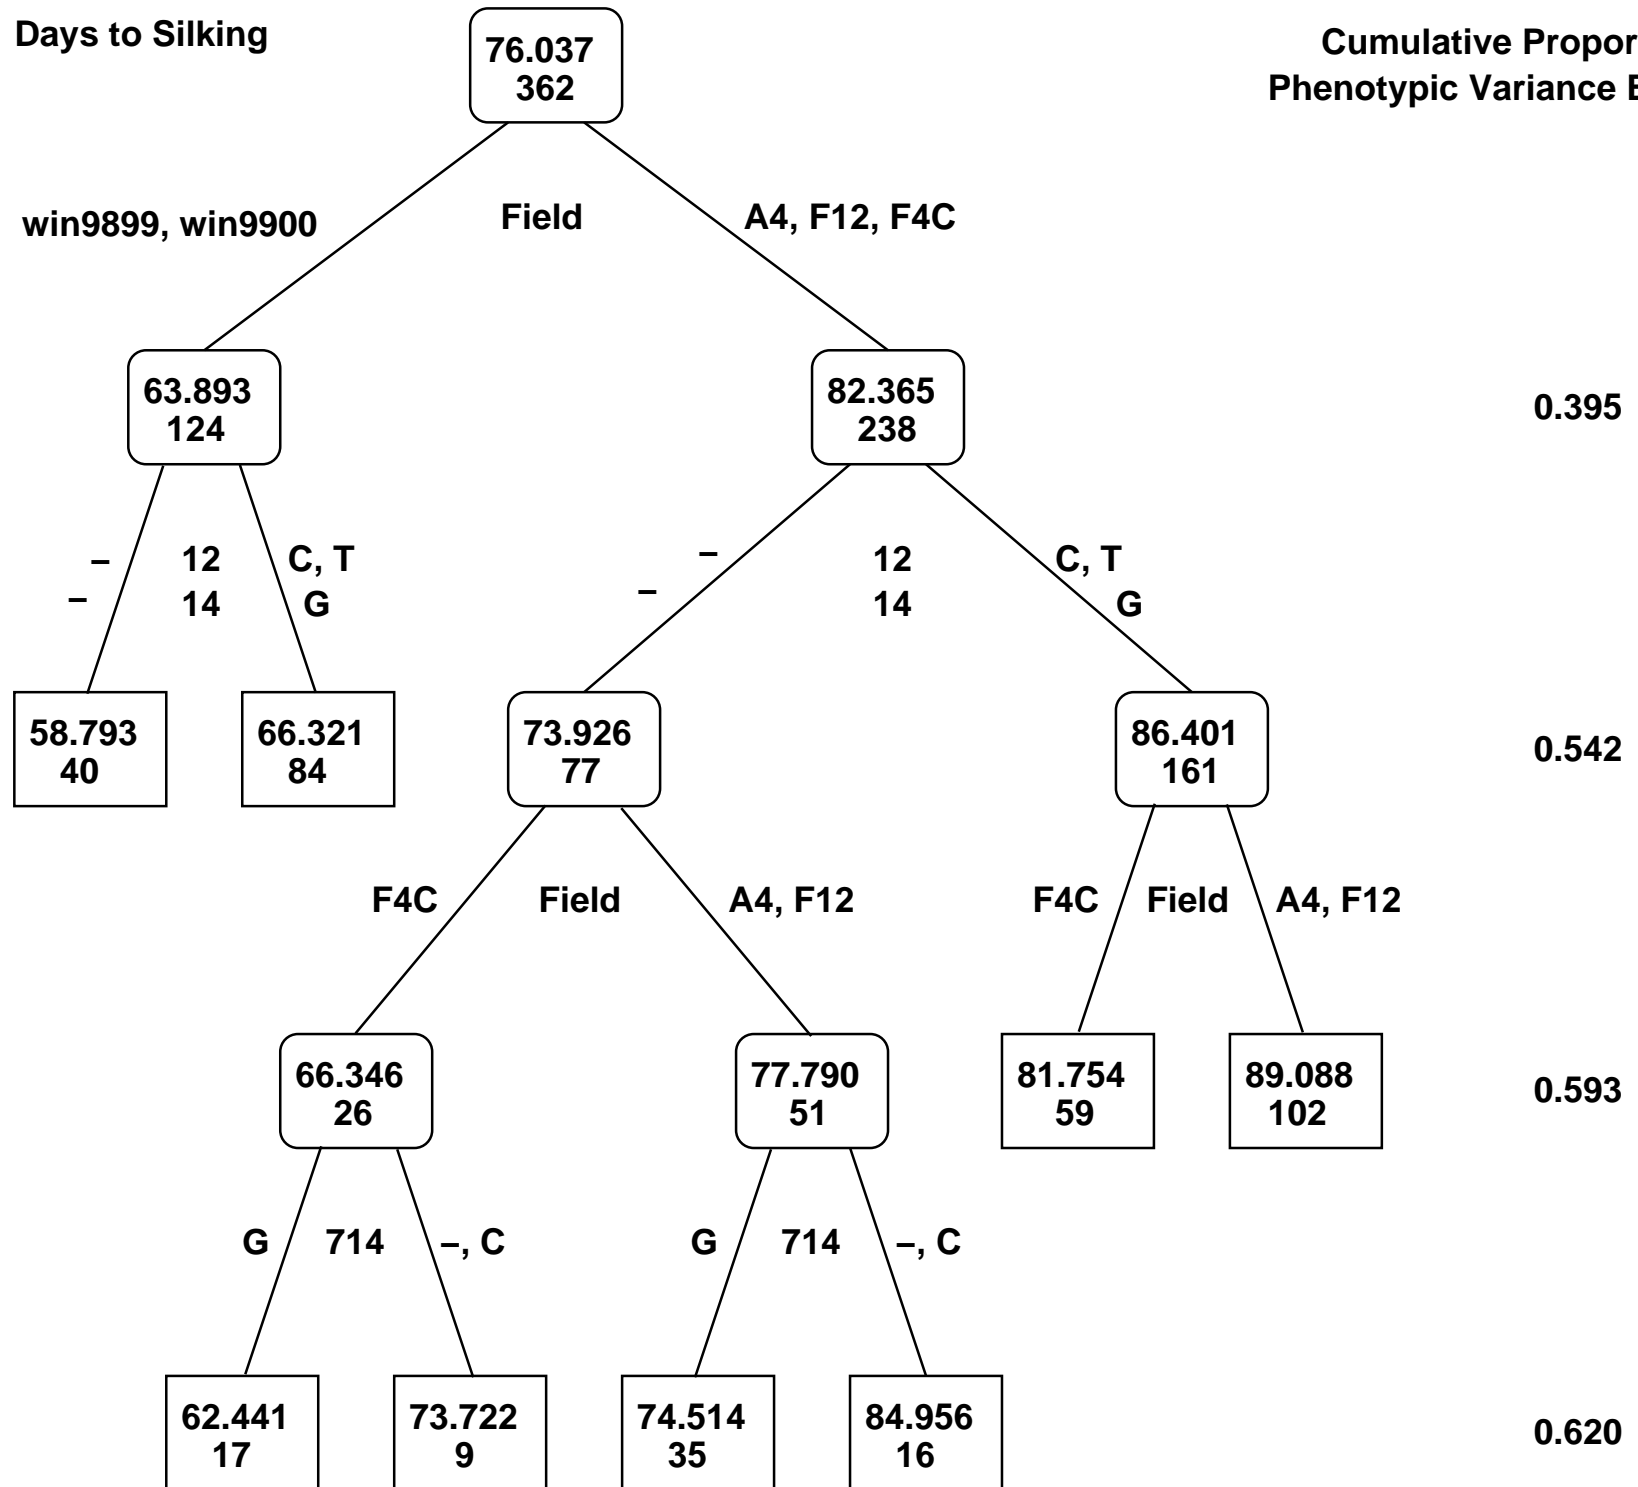 Days to Silking
76.037
362
Cumulative Propor
Phenotypic Variance
win9899, win9900
Field
A4, F12, F4C
63.893
124
82.365
238
0.395
–
12
C, T
–
14
G
–
12
C, T
–
14
G
58.793
40
66.321
84
73.926
77
86.401
161
0.542
F4C
Field
A4, F12
F4C
Field
A4, F12
66.346
26
77.790
51
81.754
59
89.088
102
0.593
G
714
–, C
G
714
–, C
62.441
17
73.722
9
74.514
35
84.956
16
0.620